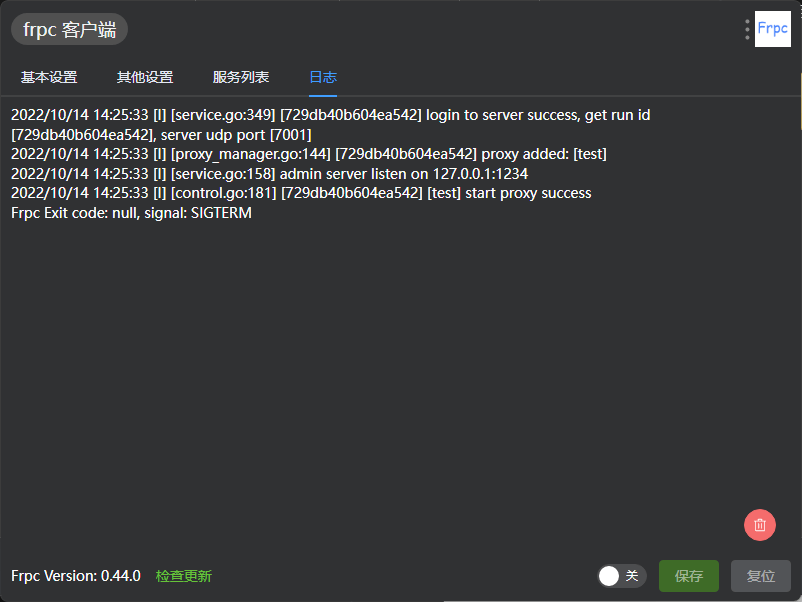 frpc 客户端
Frpc
基本设置 其他设置 服务列表 日志
2022/10/14 14:25:33 [I] [service.go:349] [729db40b604ea542] login to server success, get run id
[729db40b604ea542], server udp port [7001]
2022/10/14 14:25:33 [I] [proxy_manager.go:144] [729db40b604ea542] proxy added: [test]
2022/10/14 14:25:33 [I] [service.go:158] admin server listen on 127.0.0.1:1234
2022/10/14 14:25:33 [I] [control.go:181] [729db40b604ea542] [test] start proxy success
Frpc Exit code: null, signal: SIGTERM
Frpc Version: 0.44.0 检查更新 关 保存 复位